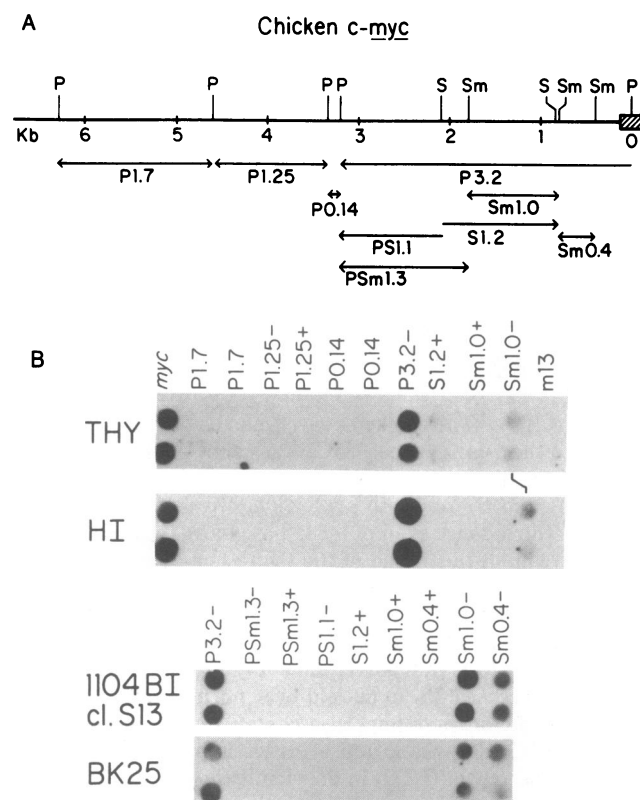 A
Chicken c-myc
P P P P S Sm S Sm Sm P
Kb 6 5 4 3 2 1 0
P1.7 P1.25 P3.2
P0.14 Sm1.0
PS1.1 S1.2 Sm0.4
PSm1.3
B
myc P1.7 P1.7 P1.25- P1.25+ P0.14 P0.14 P3.2- S1.2+ Sm1.0+ Sm1.0- m13
THY
HI
P3.2- PSm1.3- PSm1.3+ PS1.1- S1.2+ Sm1.0+ Sm0.4+ Sm1.0- Sm0.4-
1104 BI
cl. S13
BK25